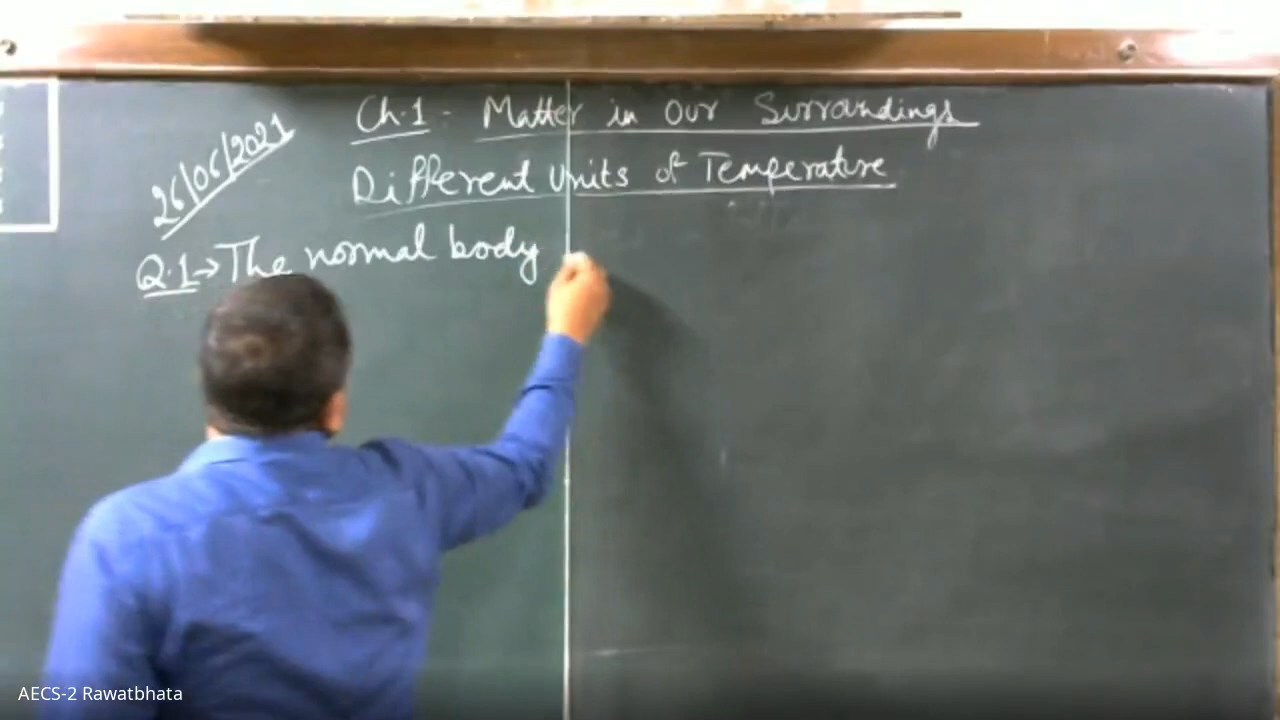 Ch.1 - Matter in Our Surrandings
26/06/2021
Different Units of Temperature
Q.1→ The normal body
AECS-2 Rawatbhata